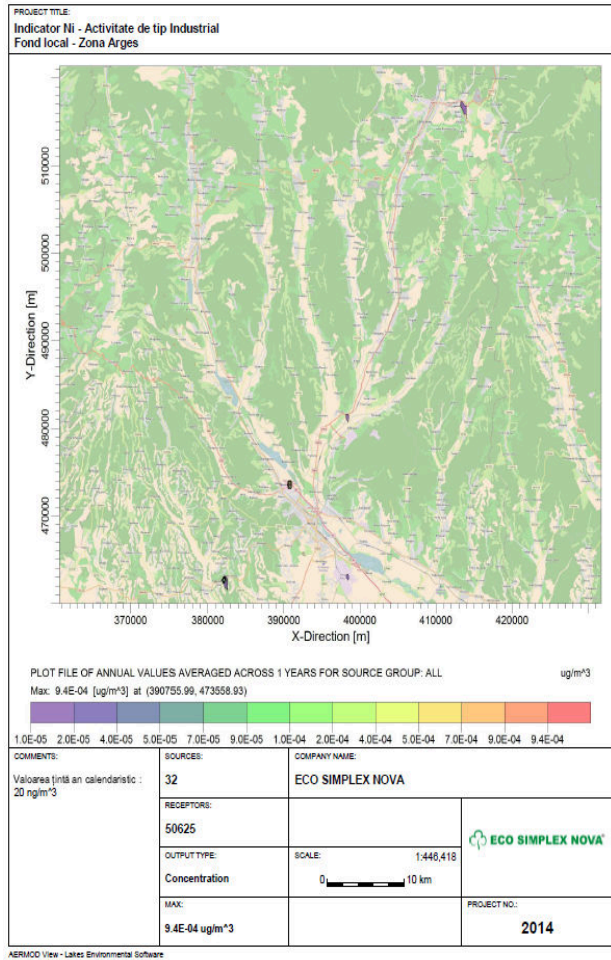 PROJECT TITLE:
Indicator Ni - Activitate de tip Industrial
Fond local - Zona Arges
Y-Direction [m]
510000
500000
490000
480000
470000
370000 380000 390000 400000 410000 420000
X-Direction [m]
PLOT FILE OF ANNUAL VALUES AVERAGED ACROSS 1 YEARS FOR SOURCE GROUP: ALL ug/m^3
Max: 9.4E-04 [ug/m^3] at (390755.99, 473558.93)
1.0E-05 2.0E-05 4.0E-05 5.0E-05 7.0E-05 9.0E-05 1.0E-04 2.0E-04 4.0E-04 5.0E-04 7.0E-04 9.0E-04 9.4E-04
COMMENTS:
Valoarea țintă an calendaristic :
20 ng/m^3
SOURCES:
32
COMPANY NAME:
ECO SIMPLEX NOVA
RECEPTORS:
50625
OUTPUT TYPE:
Concentration
SCALE: 1:446,418
0 10 km
ECO SIMPLEX NOVA
MAX:
9.4E-04 ug/m^3
PROJECT NO.:
2014
AERMOD View - Lakes Environmental Software